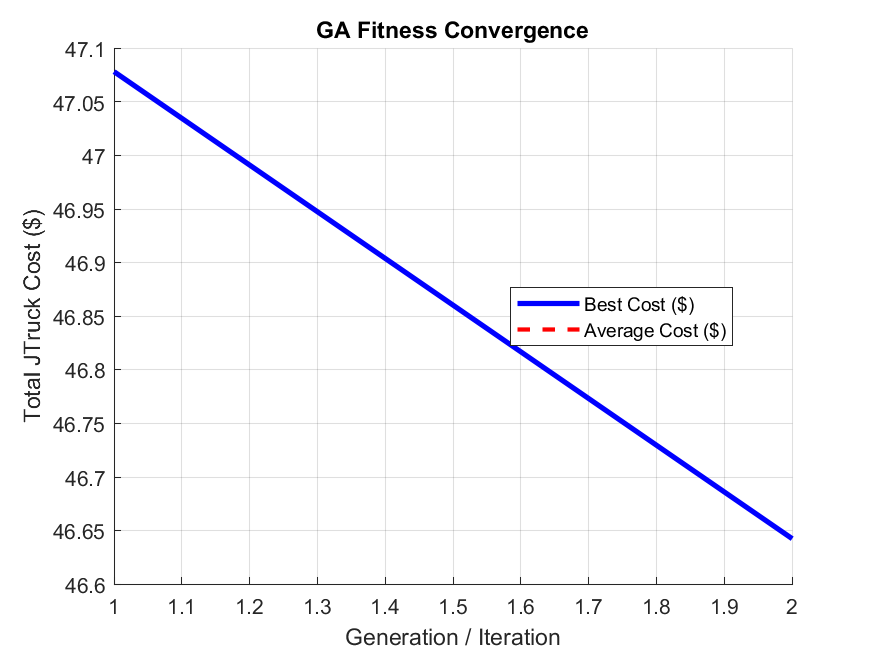 GA Fitness Convergence
47.1
47.05
47
46.95
46.9
46.85
46.8
46.75
46.7
46.65
46.6
Total JTruck Cost ($)
Best Cost ($)
Average Cost ($)
1 1.1 1.2 1.3 1.4 1.5 1.6 1.7 1.8 1.9 2
Generation / Iteration